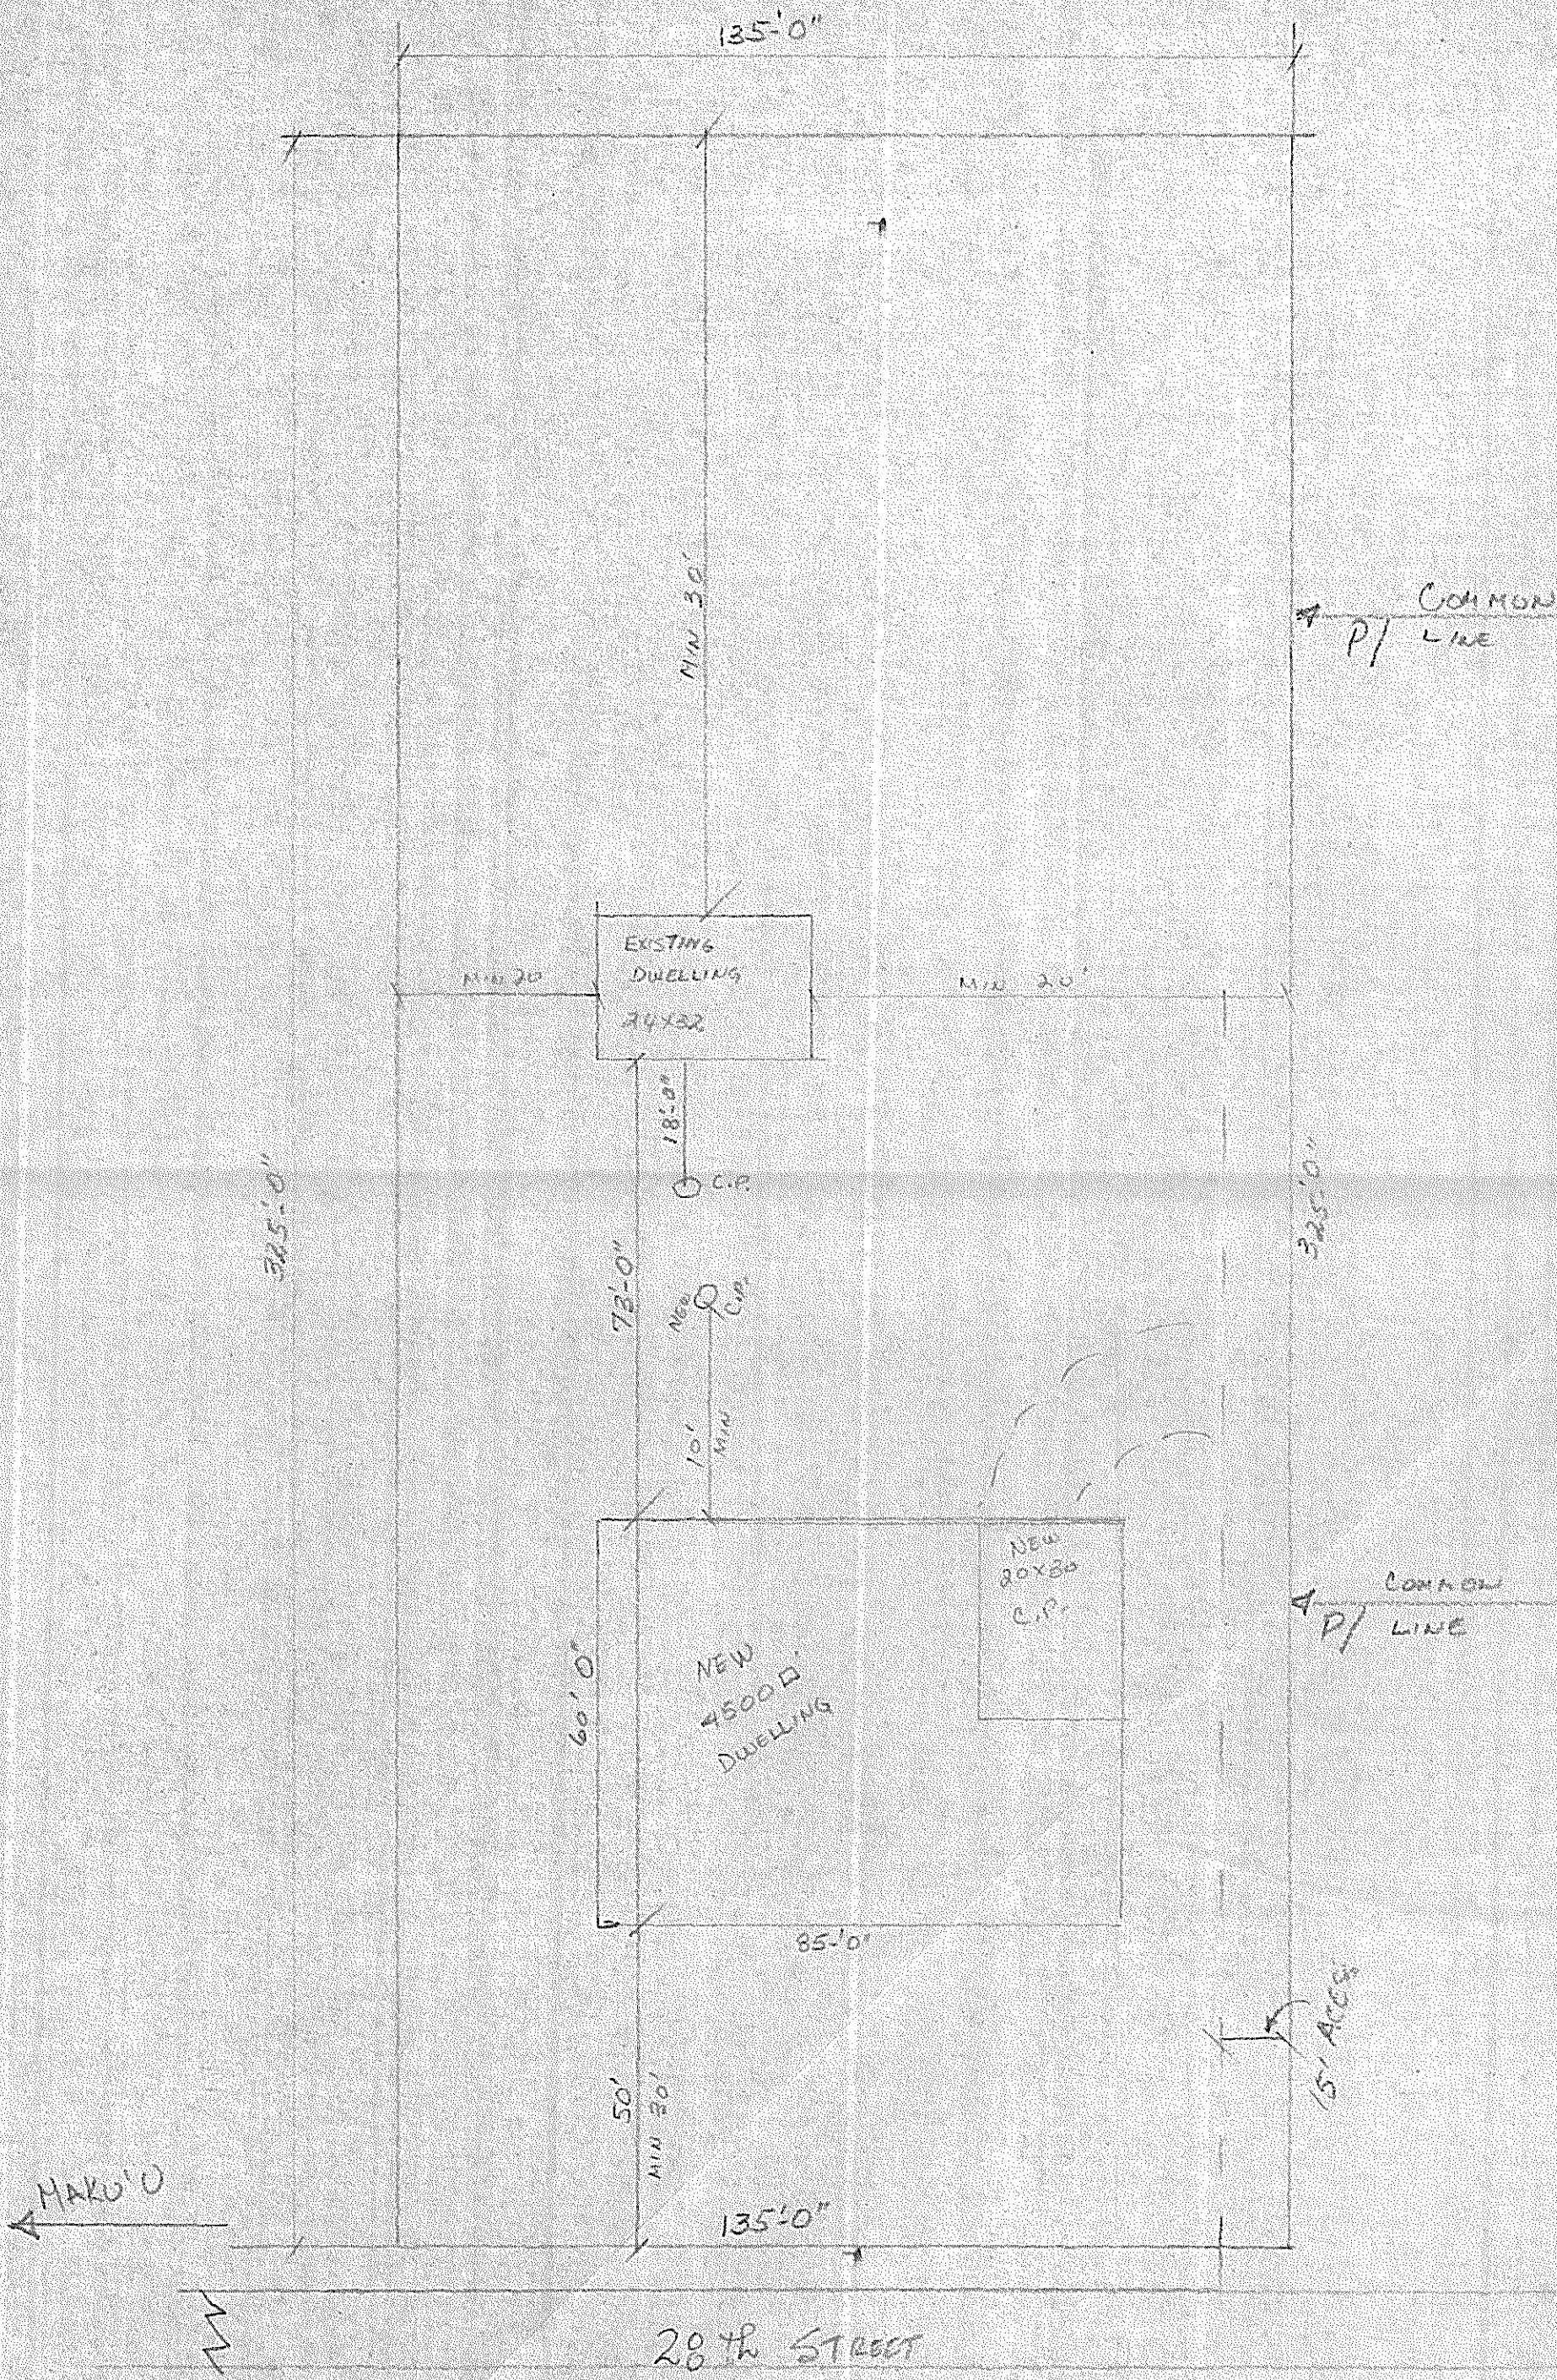 135'-0"
MIN 30'
COMMON
P/ LINE
EXISTING
DWELLING
24X32
MIN 20
MIN 20'
18'-0"
C.P.
325'-0"
325'-0"
73'-0"
NEW
C.P.
10'
MIN
NEW
20X30
C.P.
COMMON
P/ LINE
60'0"
NEW
4500 □'
DWELLING
85-'0"
15' ACCESS
50'
MIN 30'
MAKU'U
135'-0"
28th STREET